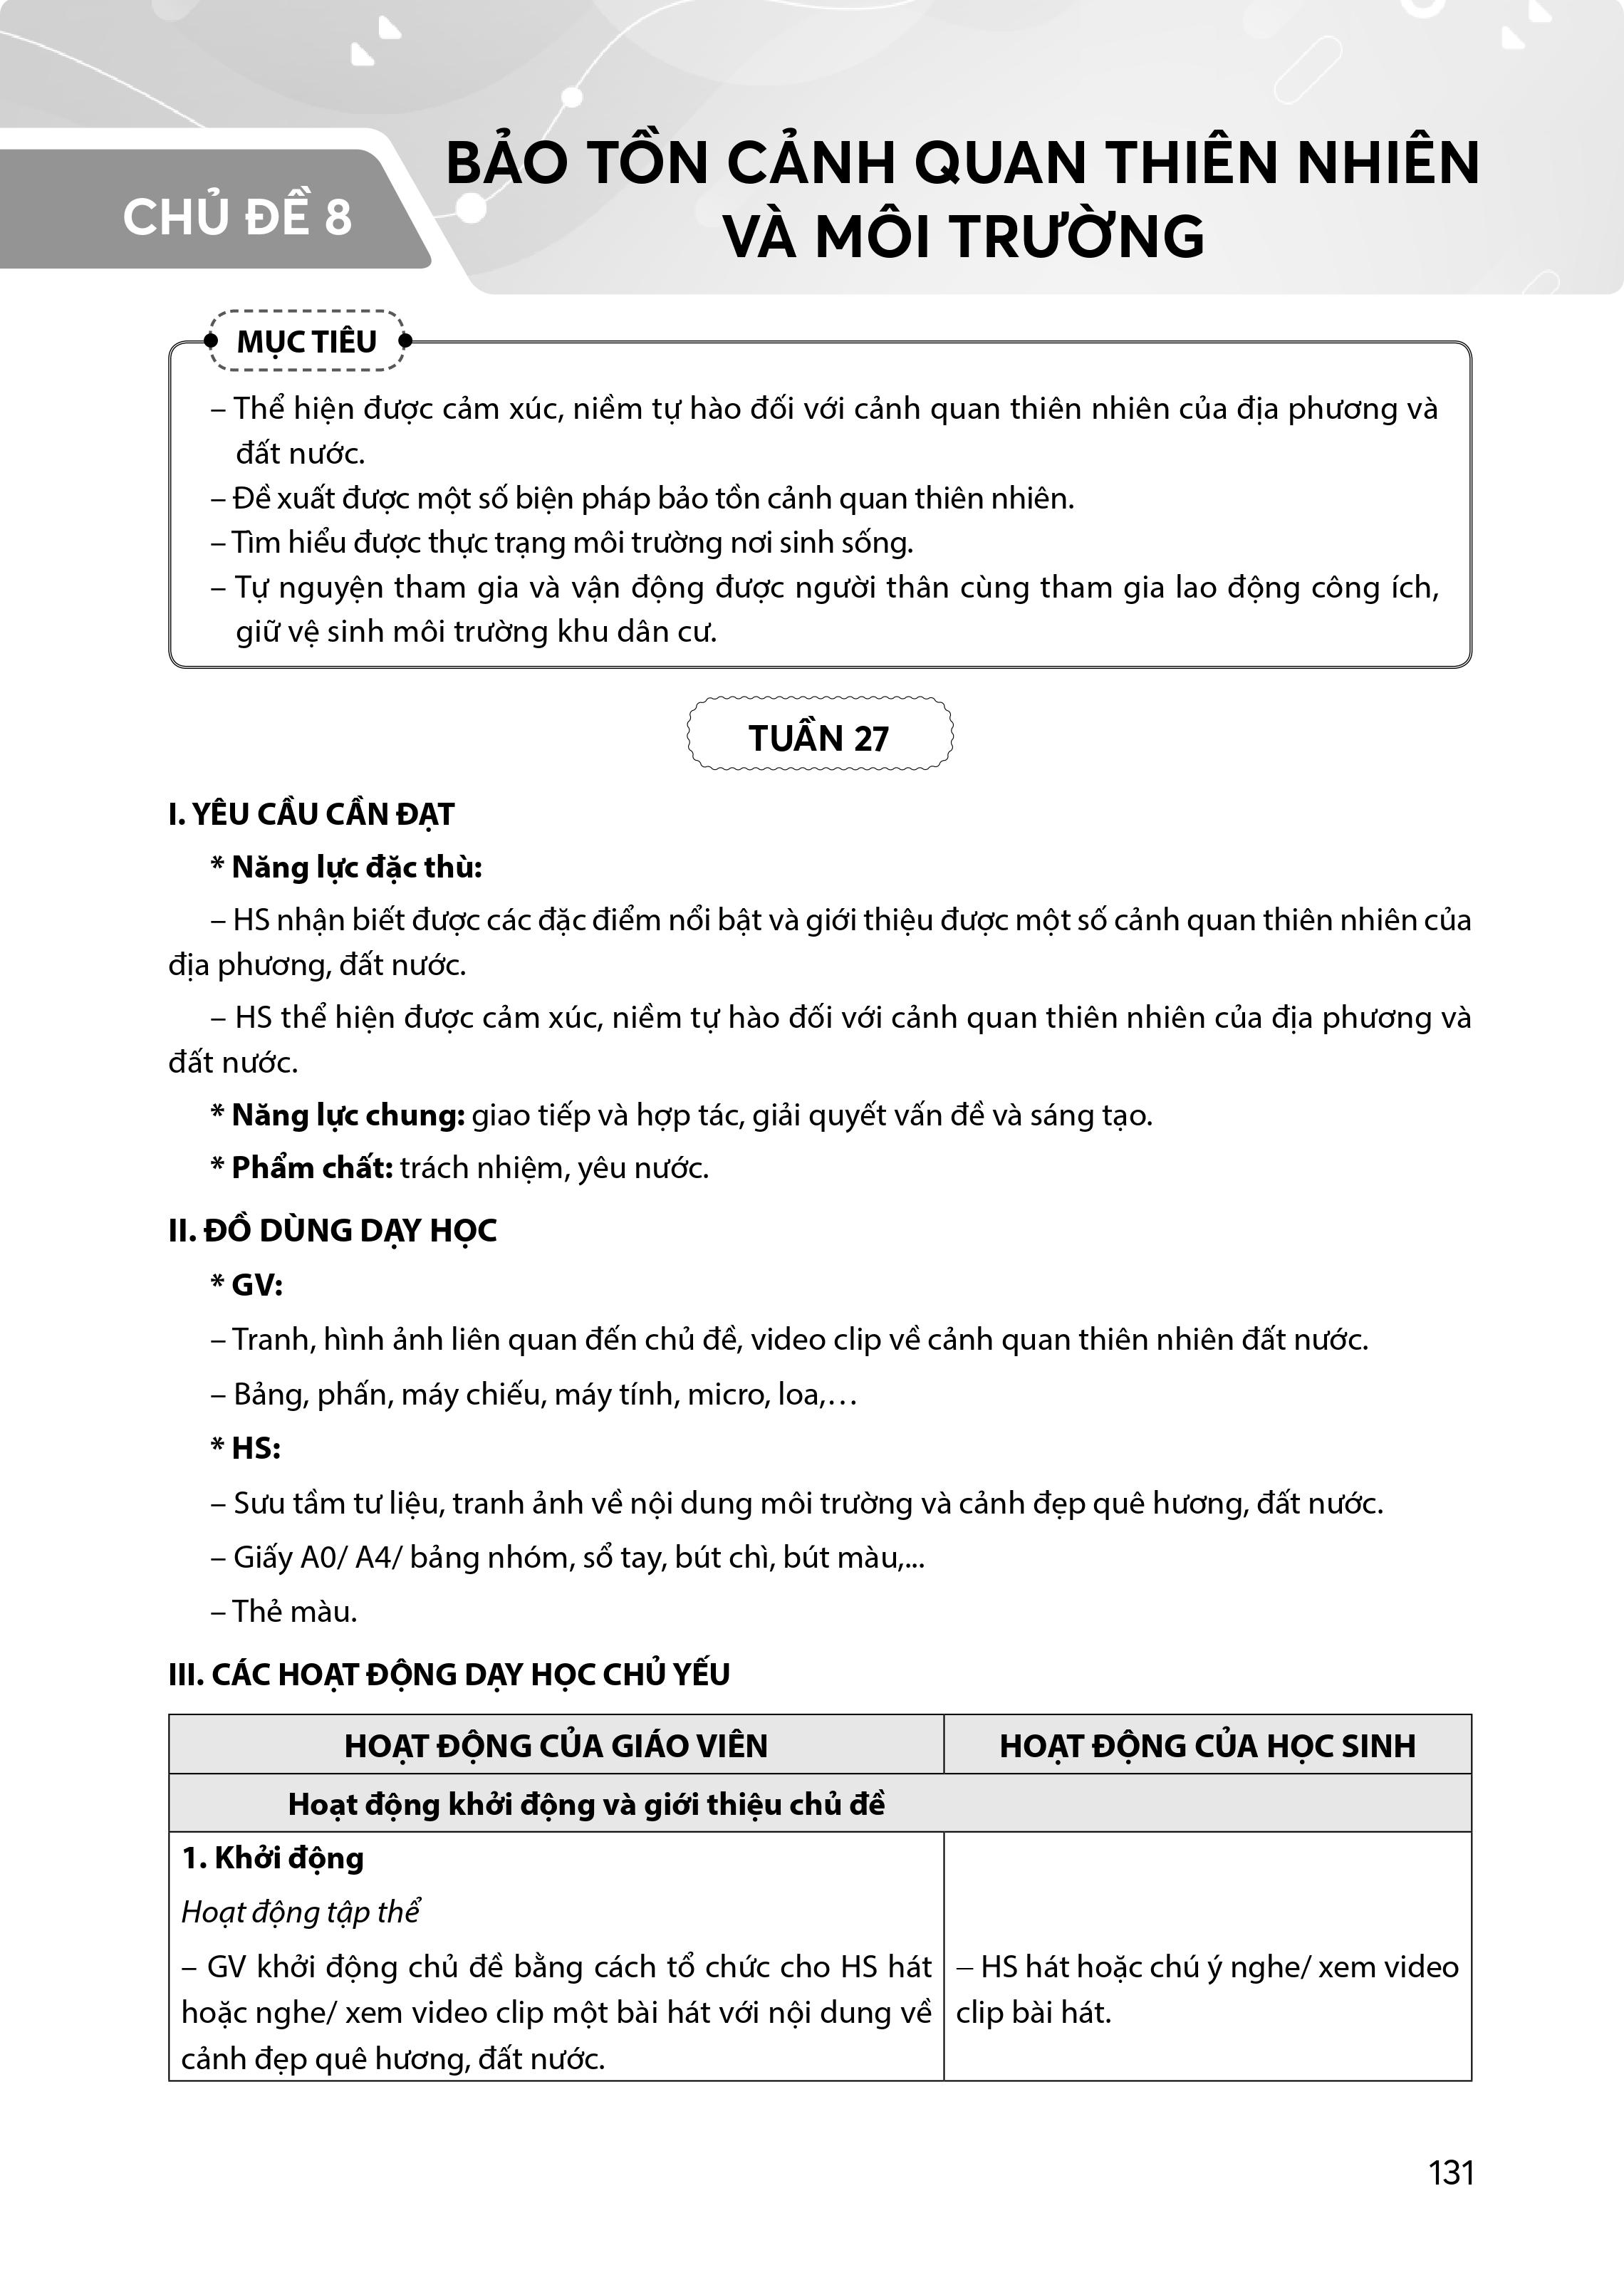 CHỦ ĐỀ 8
BẢO TỒN CẢNH QUAN THIÊN NHIÊN
VÀ MÔI TRƯỜNG
MỤC TIÊU
– Thể hiện được cảm xúc, niềm tự hào đối với cảnh quan thiên nhiên của địa phương và
đất nước.
– Đề xuất được một số biện pháp bảo tồn cảnh quan thiên nhiên.
– Tìm hiểu được thực trạng môi trường nơi sinh sống.
– Tự nguyện tham gia và vận động được người thân cùng tham gia lao động công ích,
giữ vệ sinh môi trường khu dân cư.
TUẦN 27
I. YÊU CẦU CẦN ĐẠT
* Năng lực đặc thù:
– HS nhận biết được các đặc điểm nổi bật và giới thiệu được một số cảnh quan thiên nhiên của
địa phương, đất nước.
– HS thể hiện được cảm xúc, niềm tự hào đối với cảnh quan thiên nhiên của địa phương và
đất nước.
* Năng lực chung: giao tiếp và hợp tác, giải quyết vấn đề và sáng tạo.
* Phẩm chất: trách nhiệm, yêu nước.
II. ĐỒ DÙNG DẠY HỌC
* GV:
– Tranh, hình ảnh liên quan đến chủ đề, video clip về cảnh quan thiên nhiên đất nước.
– Bảng, phấn, máy chiếu, máy tính, micro, loa,…
* HS:
– Sưu tầm tư liệu, tranh ảnh về nội dung môi trường và cảnh đẹp quê hương, đất nước.
– Giấy A0/ A4/ bảng nhóm, sổ tay, bút chì, bút màu,...
– Thẻ màu.
III. CÁC HOẠT ĐỘNG DẠY HỌC CHỦ YẾU
HOẠT ĐỘNG CỦA GIÁO VIÊN
HOẠT ĐỘNG CỦA HỌC SINH
Hoạt động khởi động và giới thiệu chủ đề
1. Khởi động
Hoạt động tập thể
– GV khởi động chủ đề bằng cách tổ chức cho HS hát
hoặc nghe/ xem video clip một bài hát với nội dung về
cảnh đẹp quê hương, đất nước.
– HS hát hoặc chú ý nghe/ xem video
clip bài hát.
131